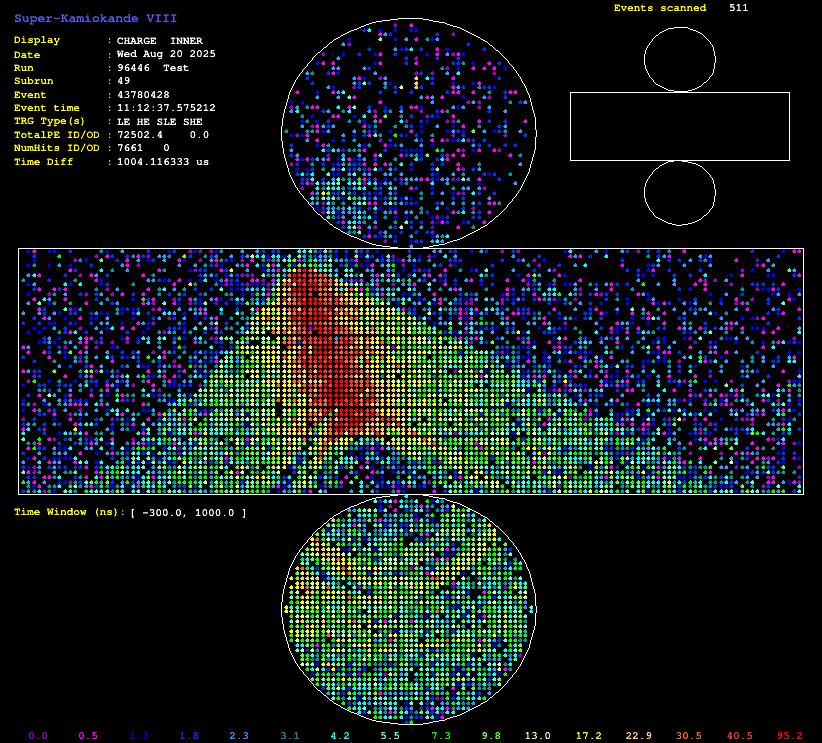 Super-Kamiokande VIII
Events scanned 511
Display : CHARGE INNER
Date : Wed Aug 20 2025
Run : 96446 Test
Subrun : 49
Event : 43780428
Event time : 11:12:37.575212
TRG Type(s) : LE HE SLE SHE
TotalPE ID/OD : 72502.4 0.0
NumHits ID/OD : 7661 0
Time Diff : 1004.116333 us
Time Window (ns): [ -300.0, 1000.0 ]
0.0 0.5 1.3 1.8 2.3 3.1 4.2 5.5 7.3 9.8 13.0 17.2 22.9 30.5 40.5 95.2